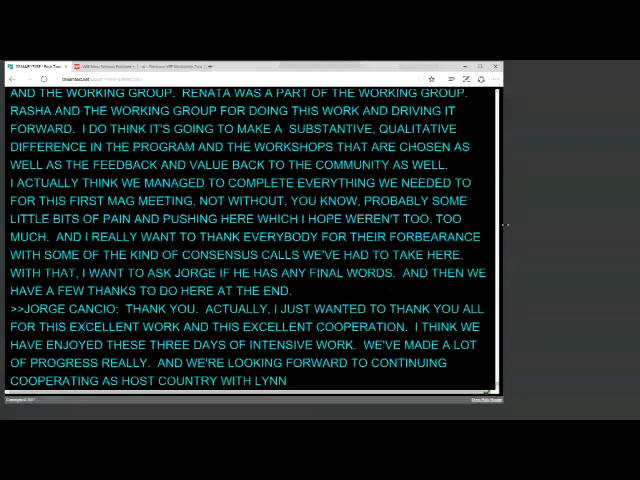 streamtext.net
AND THE WORKING GROUP. RENATA WAS A PART OF THE WORKING GROUP.
RASHA AND THE WORKING GROUP FOR DOING THIS WORK AND DRIVING IT
FORWARD. I DO THINK IT'S GOING TO MAKE A SUBSTANTIVE, QUALITATIVE
DIFFERENCE IN THE PROGRAM AND THE WORKSHOPS THAT ARE CHOSEN AS
WELL AS THE FEEDBACK AND VALUE BACK TO THE COMMUNITY AS WELL.
I ACTUALLY THINK WE MANAGED TO COMPLETE EVERYTHING WE NEEDED TO
FOR THIS FIRST MAG MEETING, NOT WITHOUT, YOU KNOW, PROBABLY SOME
LITTLE BITS OF PAIN AND PUSHING HERE WHICH I HOPE WEREN'T TOO, TOO
MUCH. AND I REALLY WANT TO THANK EVERYBODY FOR THEIR FORBEARANCE
WITH SOME OF THE KIND OF CONSENSUS CALLS WE'VE HAD TO TAKE HERE.
WITH THAT, I WANT TO ASK JORGE IF HE HAS ANY FINAL WORDS. AND THEN WE
HAVE A FEW THANKS TO DO HERE AT THE END.
>>JORGE CANCIO: THANK YOU. ACTUALLY, I JUST WANTED TO THANK YOU ALL
FOR THIS EXCELLENT WORK AND THIS EXCELLENT COOPERATION. I THINK WE
HAVE ENJOYED THESE THREE DAYS OF INTENSIVE WORK. WE'VE MADE A LOT
OF PROGRESS REALLY. AND WE'RE LOOKING FORWARD TO CONTINUING
COOPERATING AS HOST COUNTRY WITH LYNN